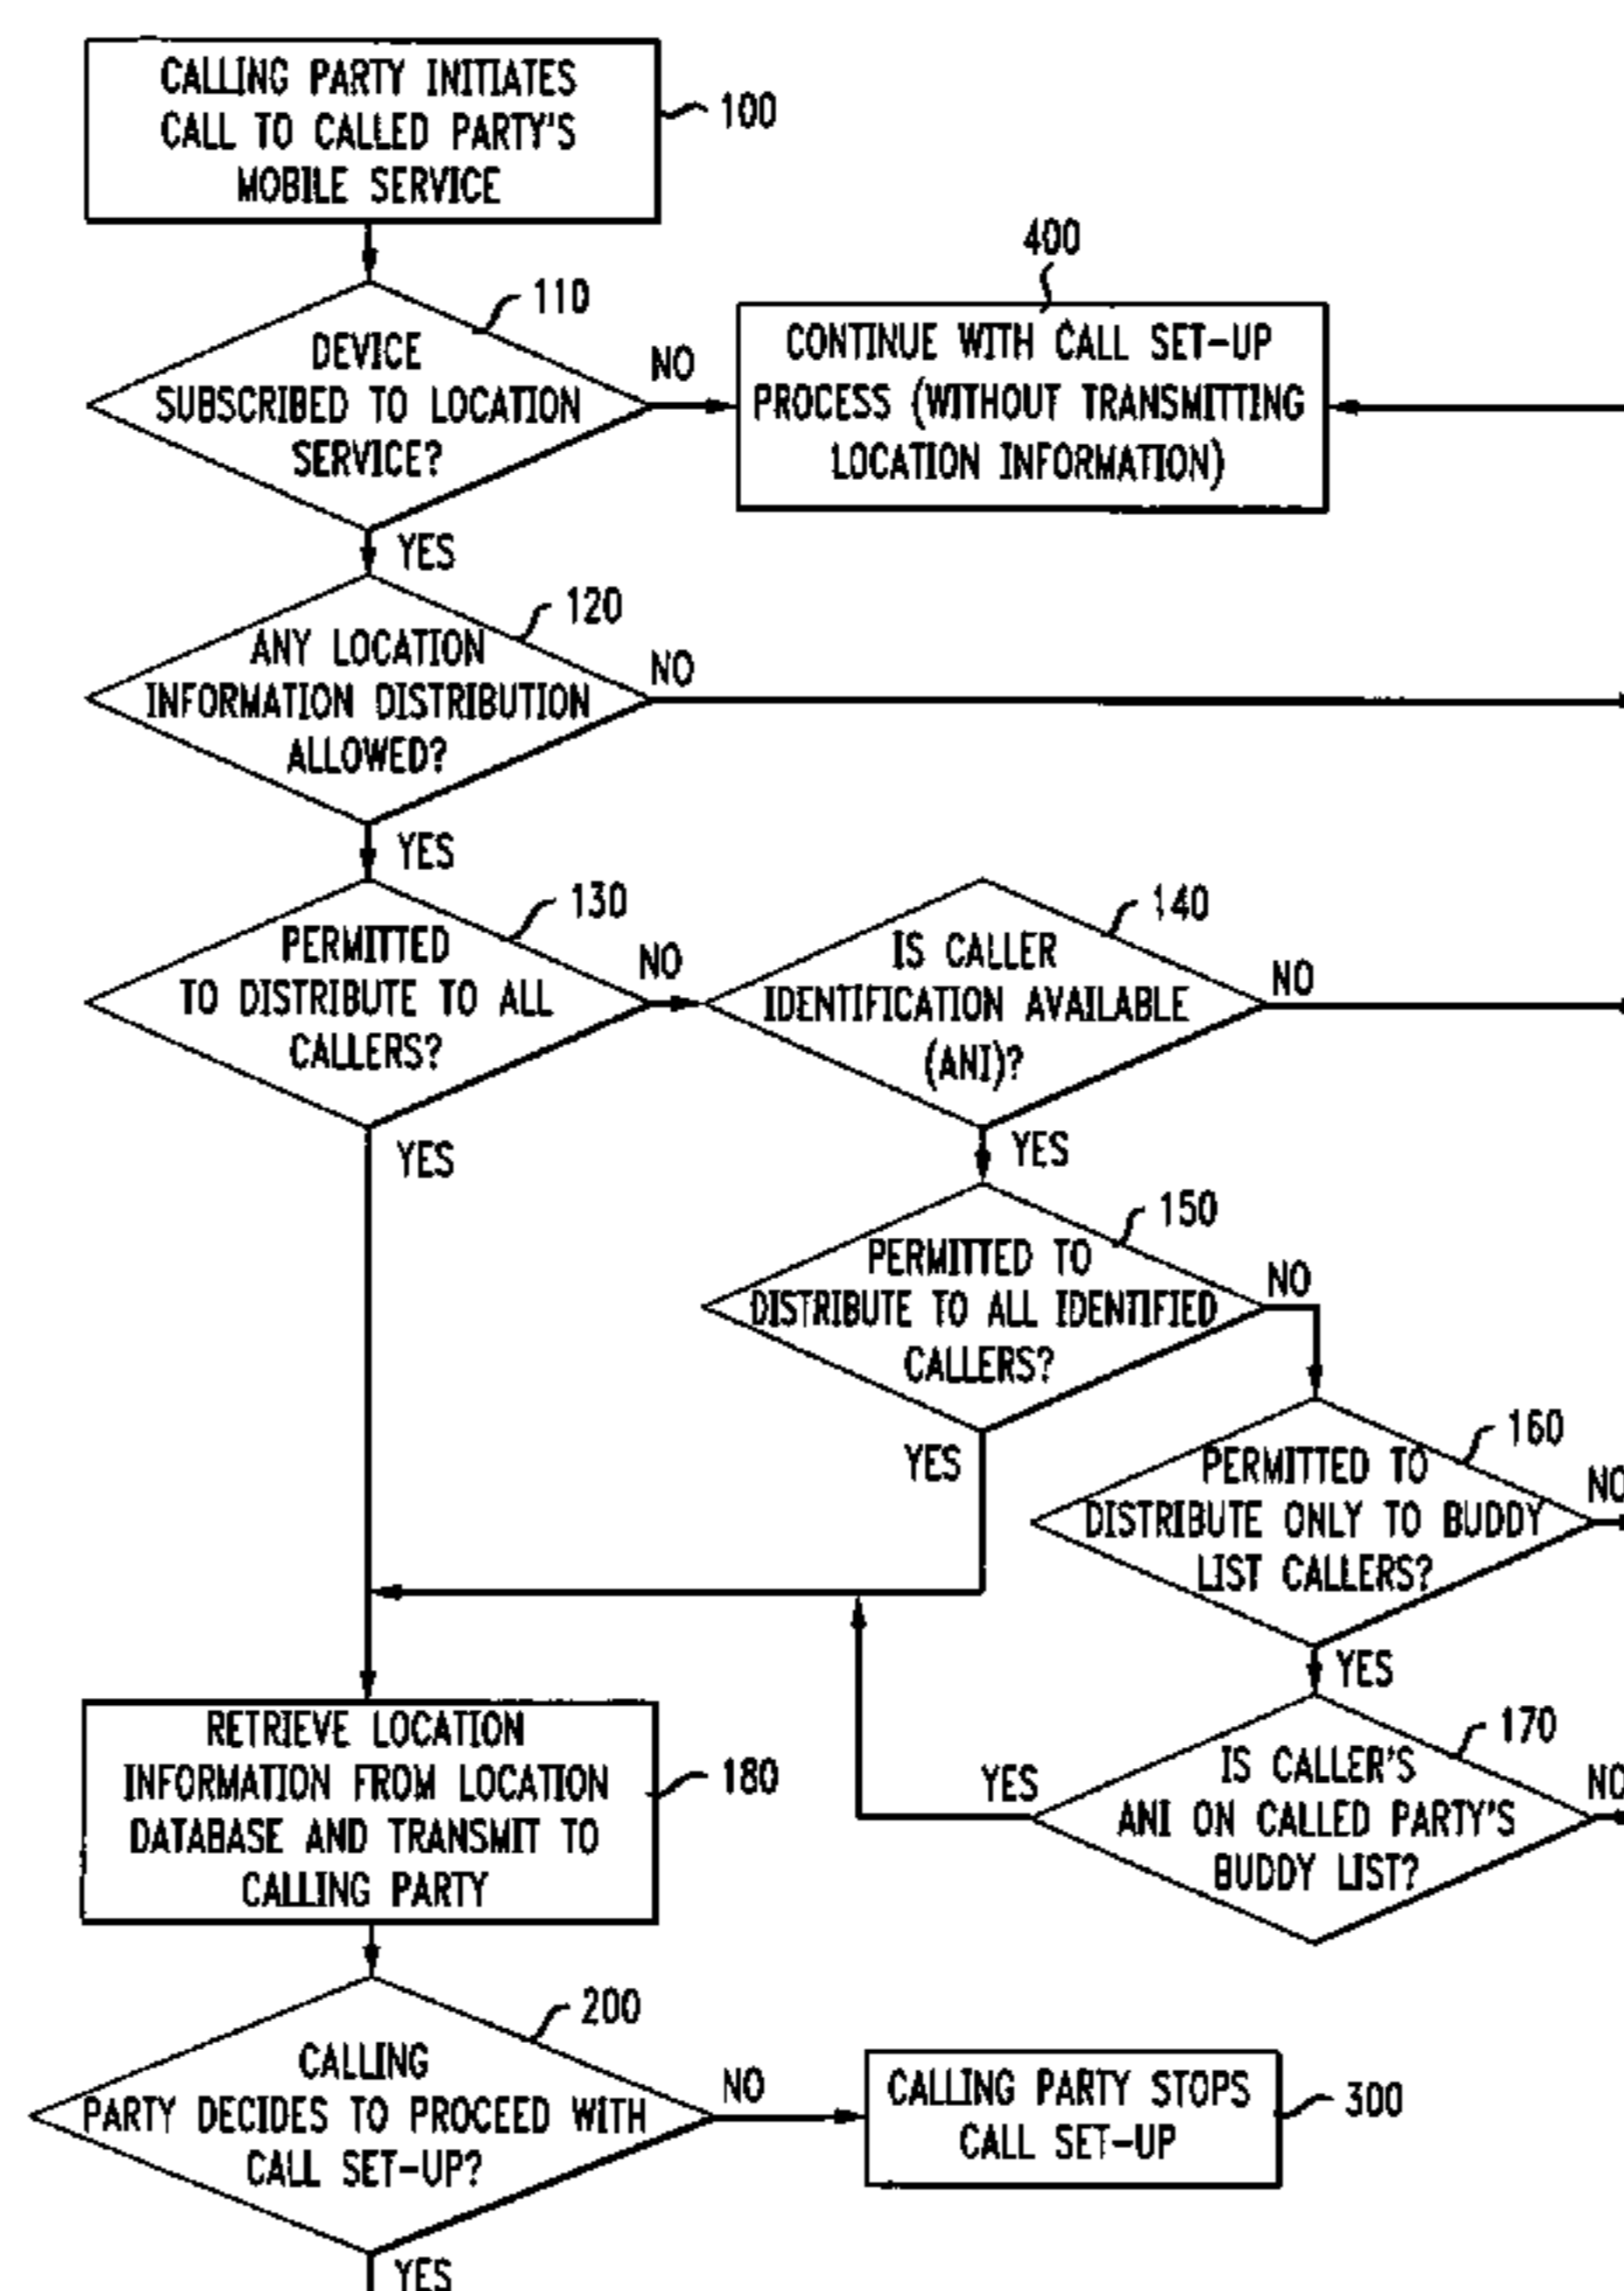 CALLING PARTY INITIATES
CALL TO CALLED PARTY'S
MOBILE SERVICE
100
110
DEVICE
SUBSCRIBED TO LOCATION
SERVICE?
NO
YES
400
CONTINUE WITH CALL SET-UP
PROCESS (WITHOUT TRANSMITTING
LOCATION INFORMATION)
120
ANY LOCATION
INFORMATION DISTRIBUTION
ALLOWED?
NO
YES
130
PERMITTED
TO DISTRIBUTE TO ALL
CALLERS?
NO
YES
140
IS CALLER
IDENTIFICATION AVAILABLE
(ANI)?
NO
YES
150
PERMITTED TO
DISTRIBUTE TO ALL IDENTIFIED
CALLERS?
NO
YES
160
PERMITTED TO
DISTRIBUTE ONLY TO BUDDY
LIST CALLERS?
NO
YES
170
IS CALLER'S
ANI ON CALLED PARTY'S
BUDDY LIST?
YES
NO
RETRIEVE LOCATION
INFORMATION FROM LOCATION
DATABASE AND TRANSMIT TO
CALLING PARTY
180
200
CALLING
PARTY DECIDES TO PROCEED WITH
CALL SET-UP?
NO
YES
CALLING PARTY STOPS
CALL SET-UP
300